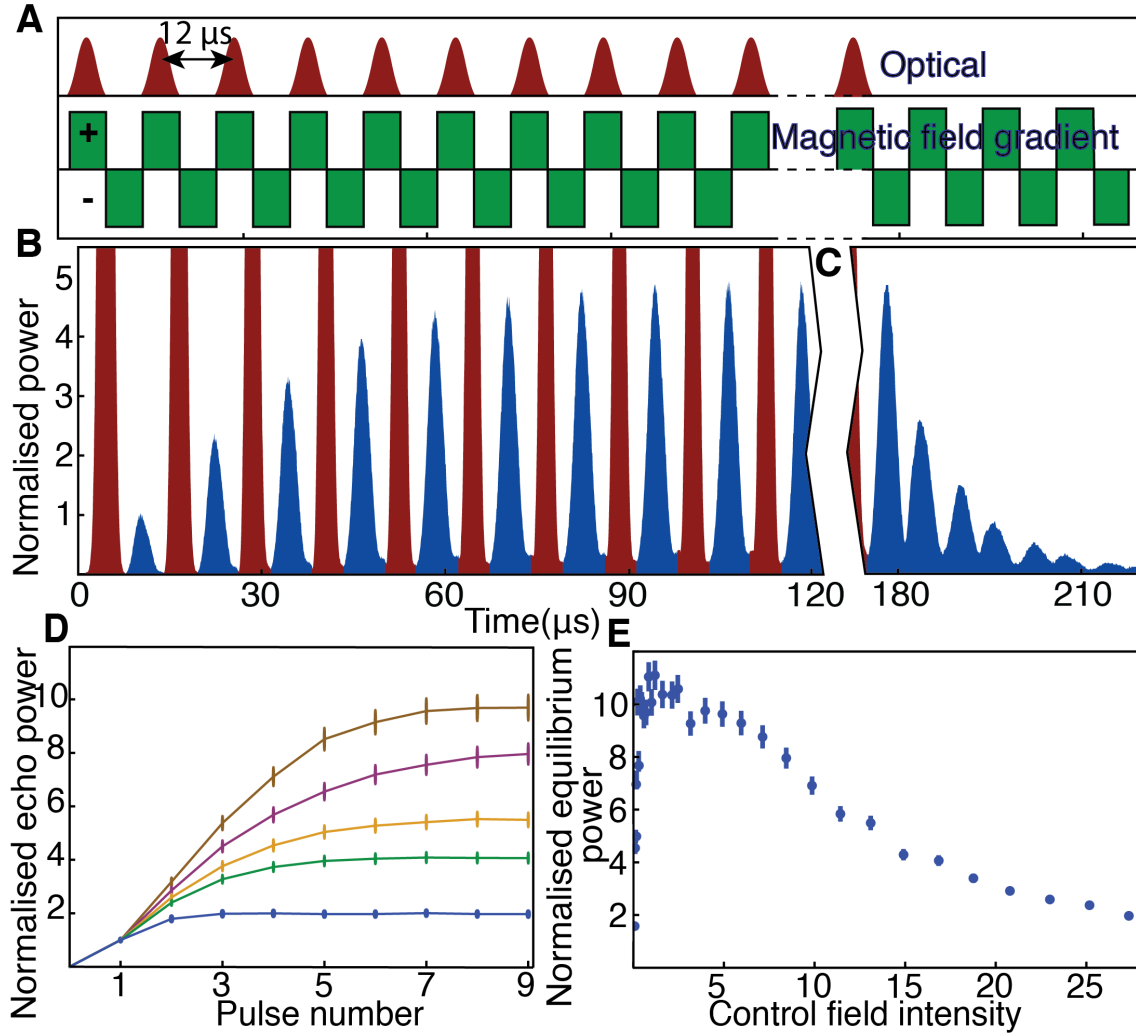 A
12 μs
Optical
+
Magnetic field gradient
-
B
C
Normalised power
5
4
3
2
1
0
30
60
90
120
180
210
Time(μs)
D
Normalised echo power
10
8
6
4
2
1
3
5
7
9
Pulse number
E
Normalised equilibrium
power
10
8
6
4
2
5
10
15
20
25
Control field intensity